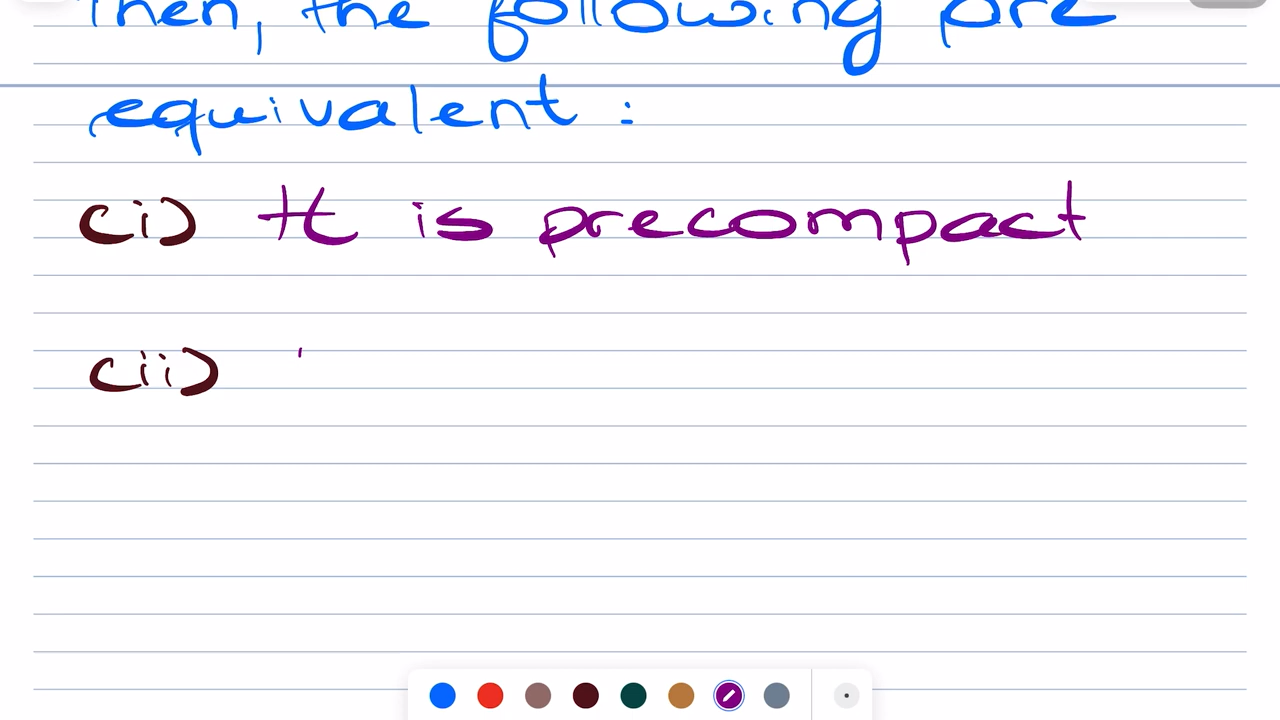 Then, the following are
equivalent :
(i) ℋ is precompact
(ii)